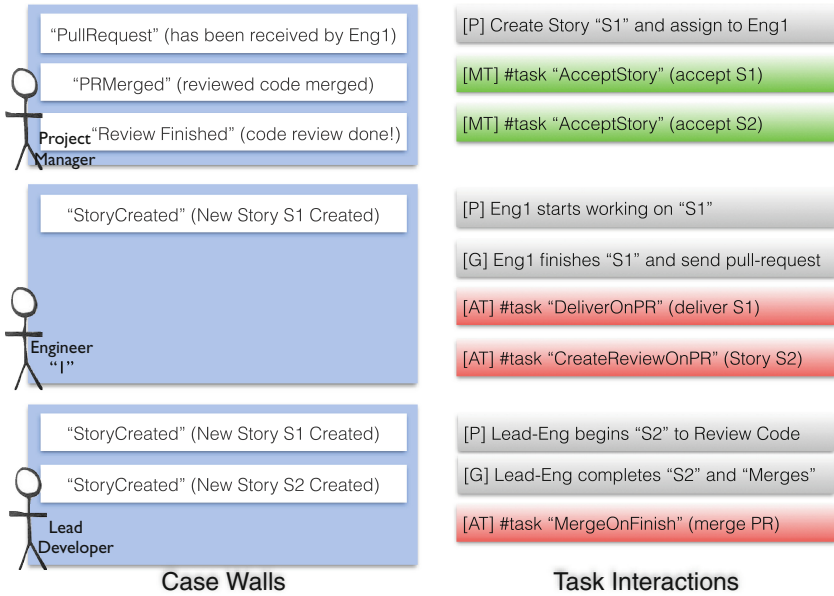 “PullRequest” (has been received by Eng1)
“PRMerged” (reviewed code merged)
“Review Finished” (code review done!)
Project
Manager
[P] Create Story “S1” and assign to Eng1
[MT] #task “AcceptStory” (accept S1)
[MT] #task “AcceptStory” (accept S2)
“StoryCreated” (New Story S1 Created)
Engineer
“1”
[P] Eng1 starts working on “S1”
[G] Eng1 finishes “S1” and send pull-request
[AT] #task “DeliverOnPR” (deliver S1)
[AT] #task “CreateReviewOnPR” (Story S2)
“StoryCreated” (New Story S1 Created)
“StoryCreated” (New Story S2 Created)
Lead
Developer
[P] Lead-Eng begins “S2” to Review Code
[G] Lead-Eng completes “S2” and “Merges”
[AT] #task “MergeOnFinish” (merge PR)
Case Walls
Task Interactions